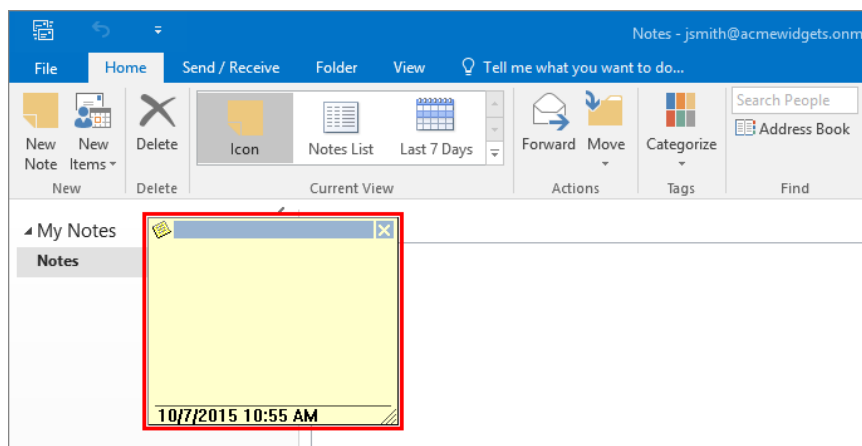 Notes - jsmith@acmewidgets.onm
File Home Send / Receive Folder View Tell me what you want to do...
New Note
New Items
Delete
Icon
Notes List
Last 7 Days
Forward
Move
Categorize
Search People
Address Book
New Delete Current View Actions Tags Find
My Notes
Notes
10/7/2015 10:55 AM